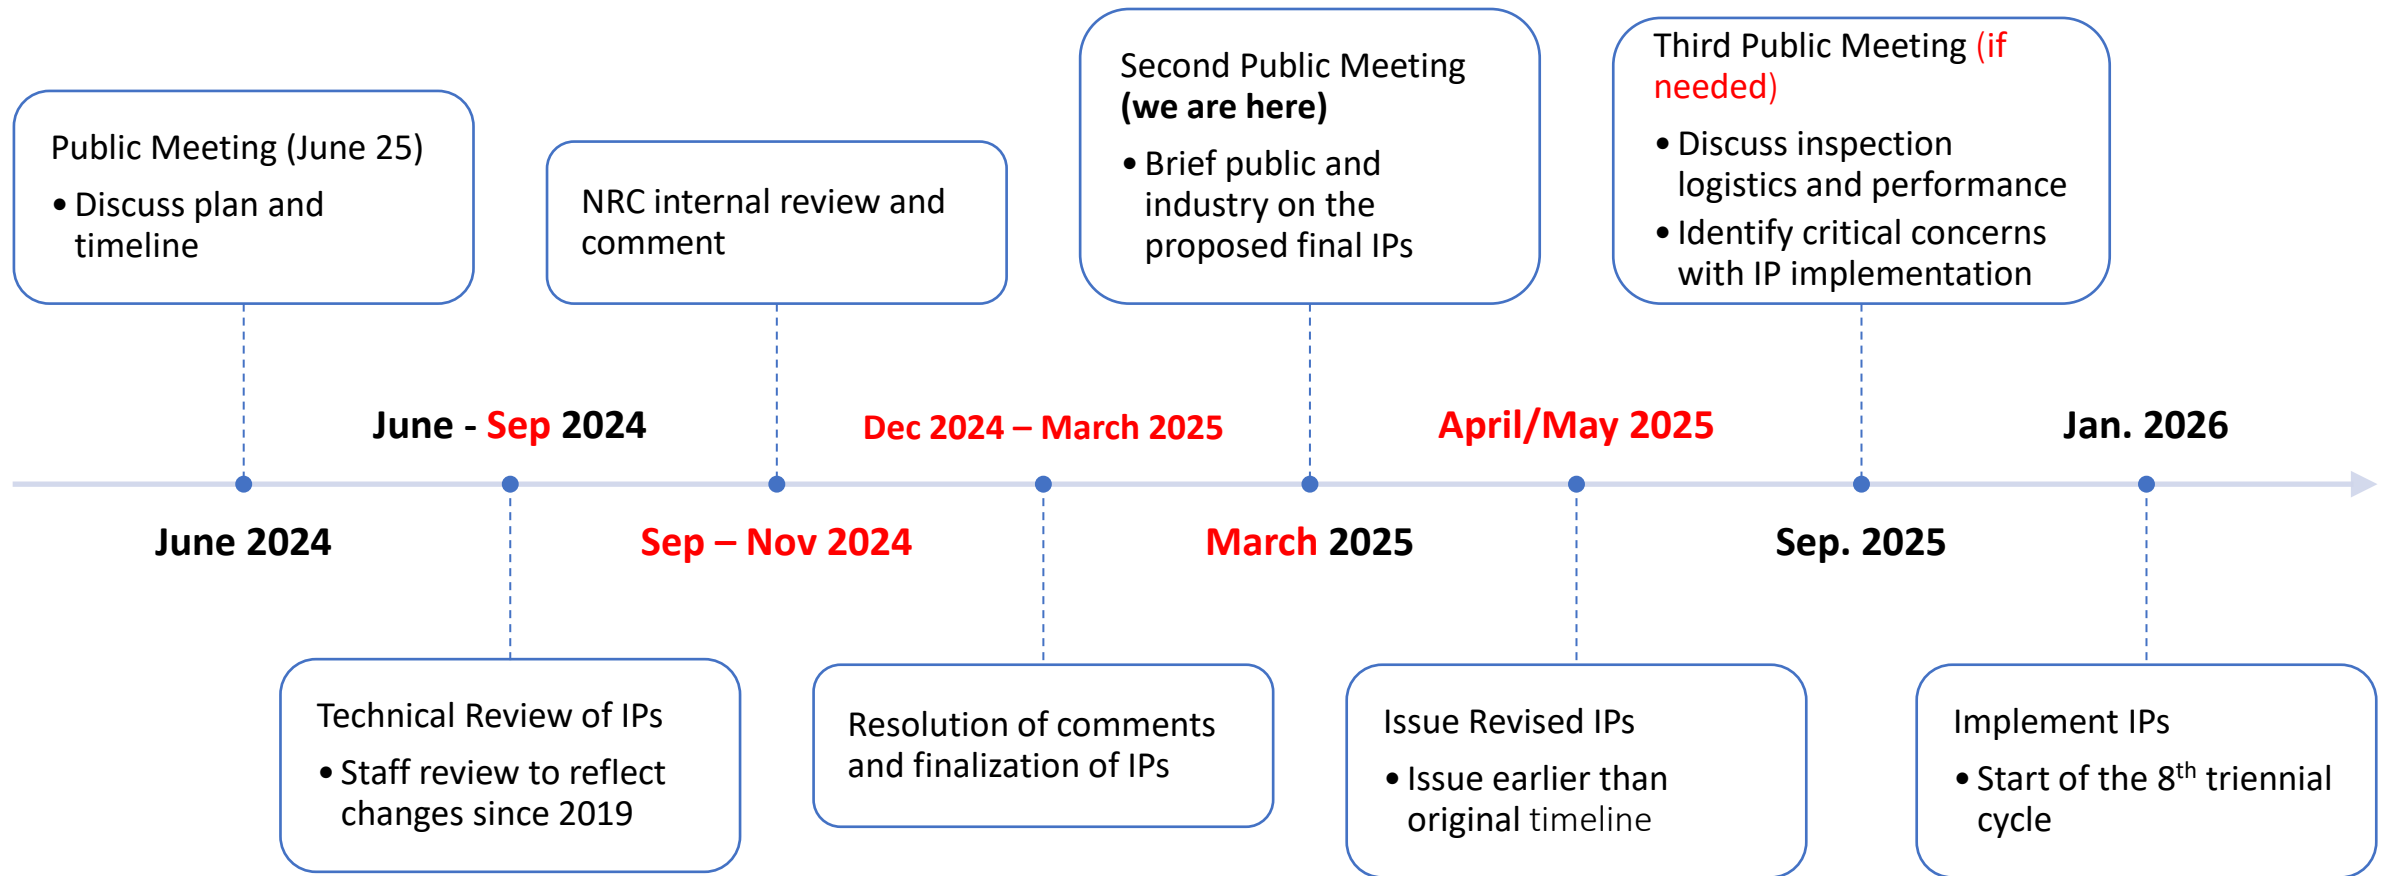 Public Meeting (June 25)
• Discuss plan and
timeline
NRC internal review and
comment
Second Public Meeting
(we are here)
• Brief public and
industry on the
proposed final IPs
Third Public Meeting (if
needed)
• Discuss inspection
logistics and performance
• Identify critical concerns
with IP implementation
June - Sep 2024
Dec 2024 – March 2025
April/May 2025
Jan. 2026
June 2024
Sep – Nov 2024
March 2025
Sep. 2025
Technical Review of IPs
• Staff review to reflect
changes since 2019
Resolution of comments
and finalization of IPs
Issue Revised IPs
• Issue earlier than
original timeline
Implement IPs
• Start of the 8th triennial
cycle